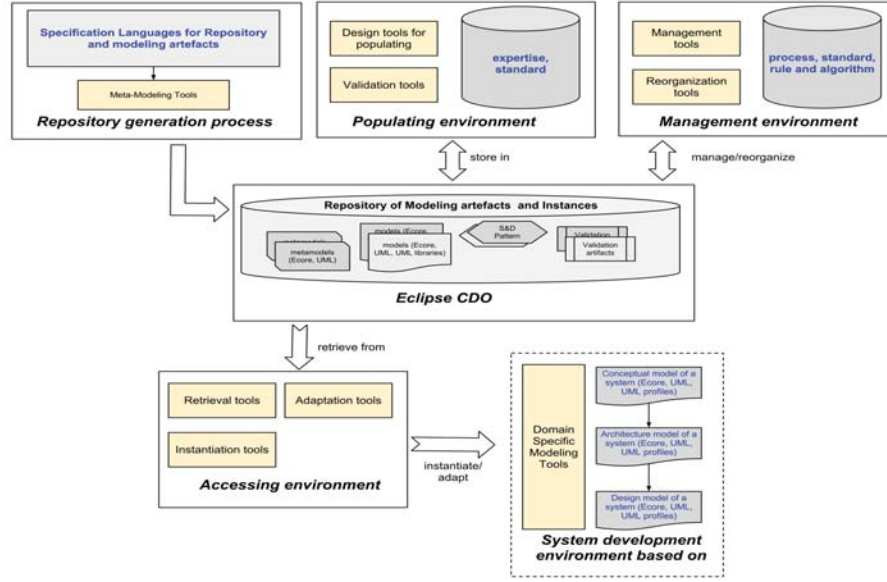 Specification Languages for Repository
and modeling artefacts
Meta-Modeling Tools
Repository generation process
Design tools for
populating
Validation tools
expertise,
standard
Populating environment
Management
tools
Reorganization
tools
process, standard,
rule and algorithm
Management environment
store in
manage/reorganize
Repository of Modeling artefacts and Instances
metamodels
metamodels
(Ecore, UML)
models (Ecore,
models (Ecore,
UML, UML libraries)
S&D
Pattern
Validation
Validation
artifacts
Eclipse CDO
retrieve from
Retrieval tools
Adaptation tools
Instantiation tools
Accessing environment
instantiate/
adapt
Domain
Specific
Modeling
Tools
Conceptual model of a
system (Ecore, UML,
UML profiles)
Architecture model of a
system (Ecore, UML,
UML profiles)
Design model of a
system (Ecore, UML,
UML profiles)
System development
environment based on